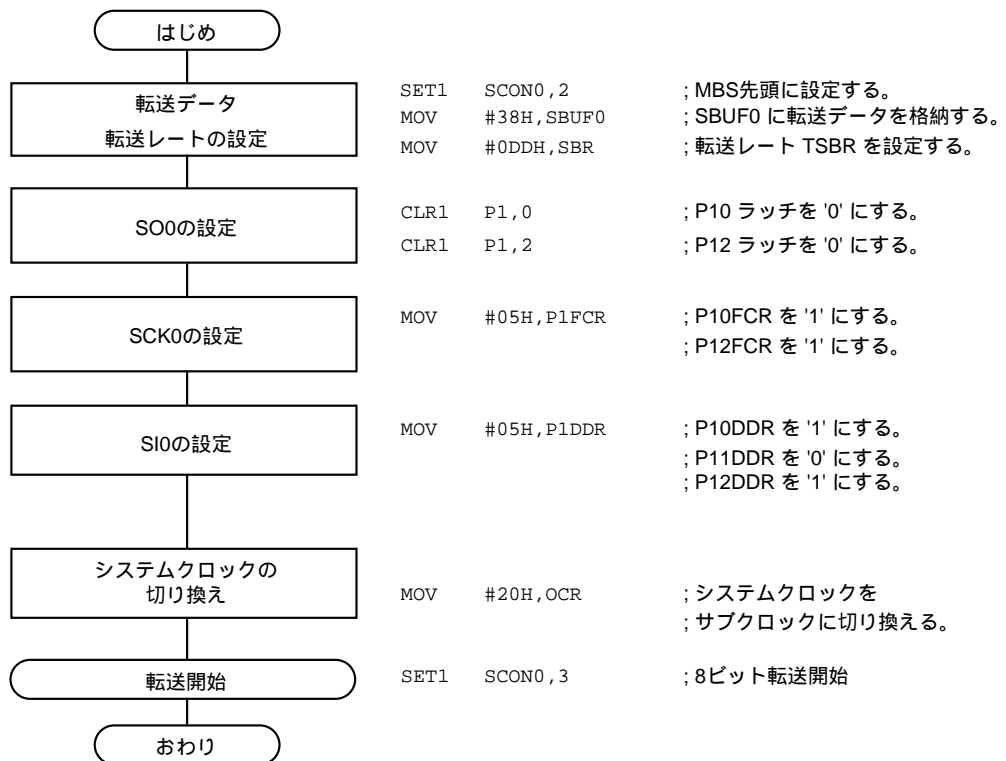 はじめ
転送データ
転送レートの設定
SET1 SCON0,2 ; MBS先頭に設定する。
MOV #38H,SBUF0 ; SBUF0 に転送データを格納する。
MOV #0DDH,SBR ; 転送レート TSBR を設定する。
SO0の設定
CLR1 P1,0 ; P10 ラッチを '0' にする。
CLR1 P1,2 ; P12 ラッチを '0' にする。
SCK0の設定
MOV #05H,P1FCR ; P10FCR を '1' にする。
; P12FCR を '1' にする。
SI0の設定
MOV #05H,P1DDR ; P10DDR を '1' にする。
; P11DDR を '0' にする。
; P12DDR を '1' にする。
システムクロックの
切り換え
MOV #20H,OCR ; システムクロックを
; サブクロックに切り換える。
転送開始
SET1 SCON0,3 ; 8ビット転送開始
おわり